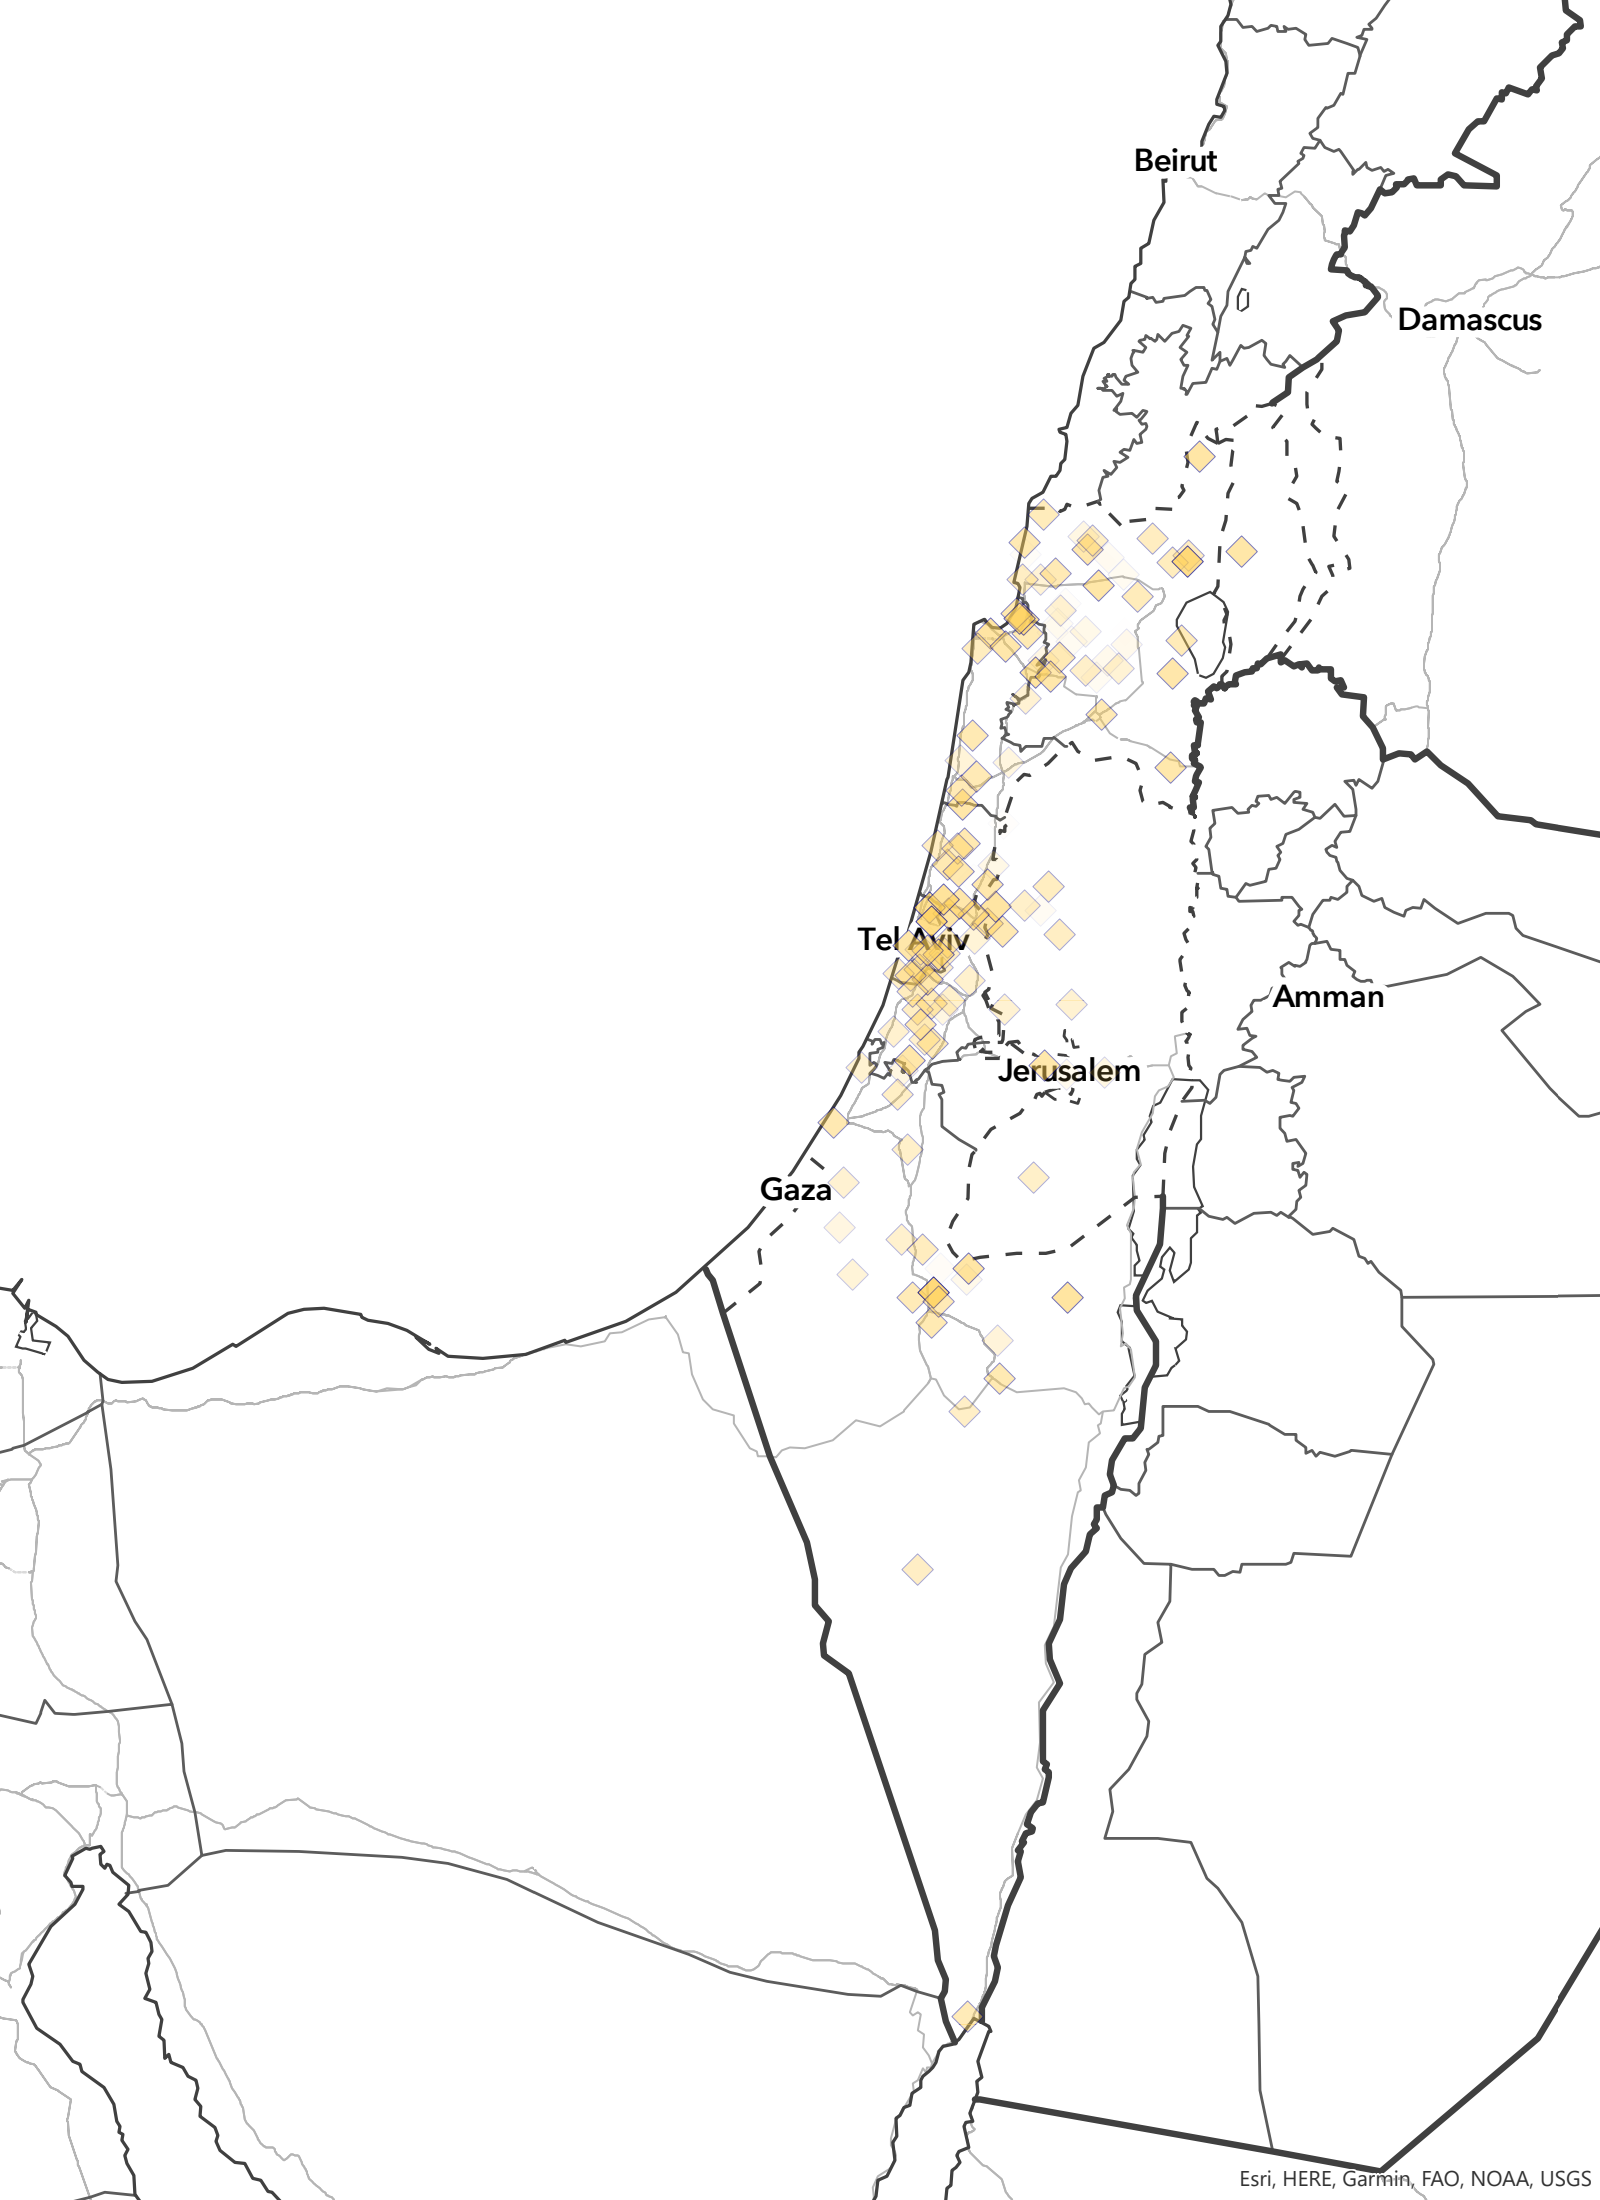 Beirut
Damascus
Tel Aviv
Amman
Jerusalem
Gaza
Esri, HERE, Garmin, FAO, NOAA, USGS